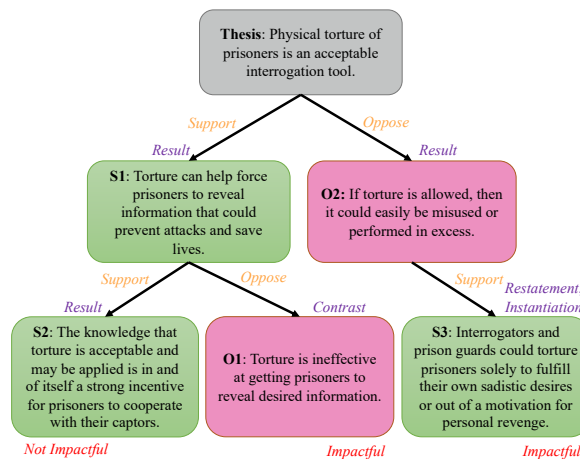 Thesis: Physical torture of
prisoners is an acceptable
interrogation tool.
Support
Oppose
Result
Result
S1: Torture can help force
prisoners to reveal
information that could
prevent attacks and save
lives.
O2: If torture is allowed, then
it could easily be misused or
performed in excess.
Support
Oppose
Support
Result
Contrast
Restatement
Instantiation
S2: The knowledge that
torture is acceptable and
may be applied is in and
of itself a strong incentive
for prisoners to cooperate
with their captors.
O1: Torture is ineffective
at getting prisoners to
reveal desired information.
S3: Interrogators and
prison guards could torture
prisoners solely to fulfill
their own sadistic desires
or out of a motivation for
personal revenge.
Not Impactful
Impactful
Impactful